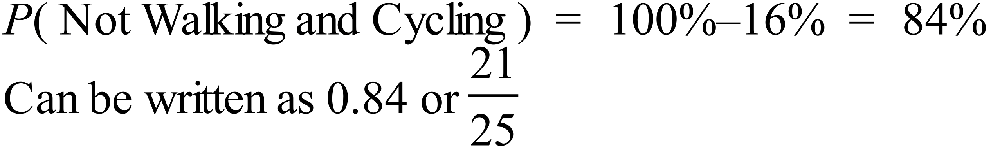 P( Not Walking and Cycling ) = 100%–16% = 84%
Can be written as 0.84 or 21/25